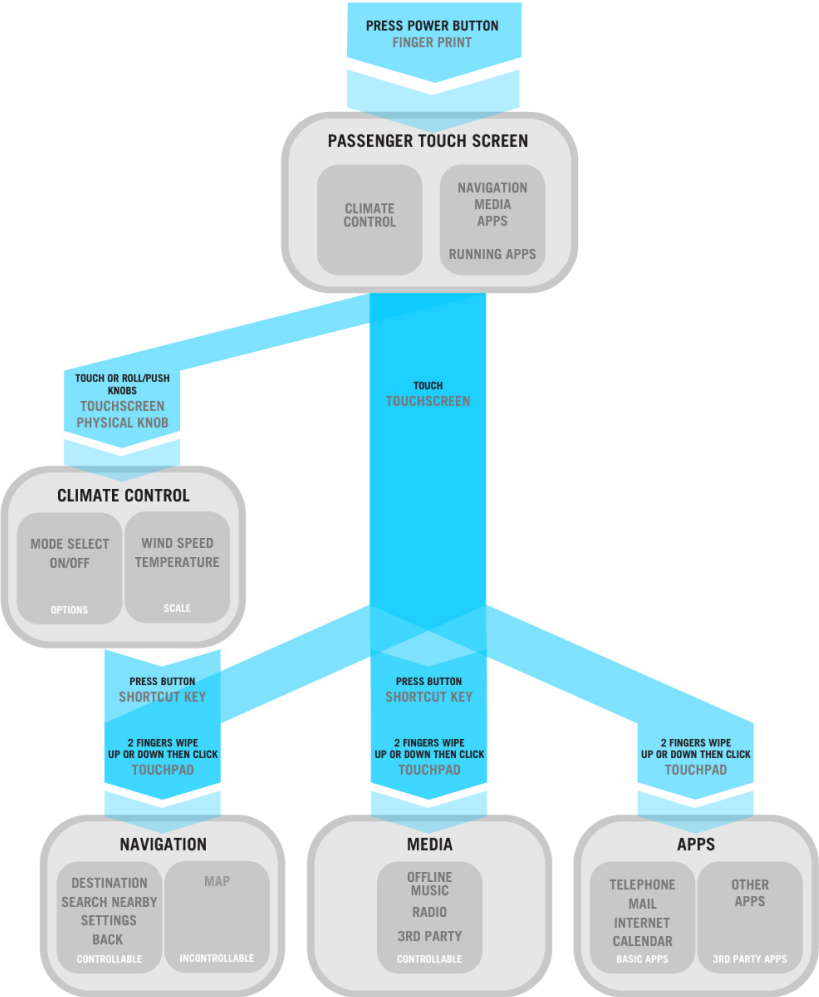 PRESS POWER BUTTON
FINGER PRINT
PASSENGER TOUCH SCREEN
CLIMATE
CONTROL
NAVIGATION
MEDIA
APPS
RUNNING APPS
TOUCH OR ROLL/PUSH
KNOBS
TOUCHSCREEN
PHYSICAL KNOB
TOUCH
TOUCHSCREEN
CLIMATE CONTROL
MODE SELECT
ON/OFF
OPTIONS
WIND SPEED
TEMPERATURE
SCALE
PRESS BUTTON
SHORTCUT KEY
2 FINGERS WIPE
UP OR DOWN THEN CLICK
TOUCHPAD
PRESS BUTTON
SHORTCUT KEY
2 FINGERS WIPE
UP OR DOWN THEN CLICK
TOUCHPAD
2 FINGERS WIPE
UP OR DOWN THEN CLICK
TOUCHPAD
NAVIGATION
DESTINATION
SEARCH NEARBY
SETTINGS
BACK
CONTROLLABLE
MAP
INCONTROLLABLE
MEDIA
OFFLINE
MUSIC
RADIO
3RD PARTY
CONTROLLABLE
APPS
TELEPHONE
MAIL
INTERNET
CALENDAR
BASIC APPS
OTHER
APPS
3RD PARTY APPS